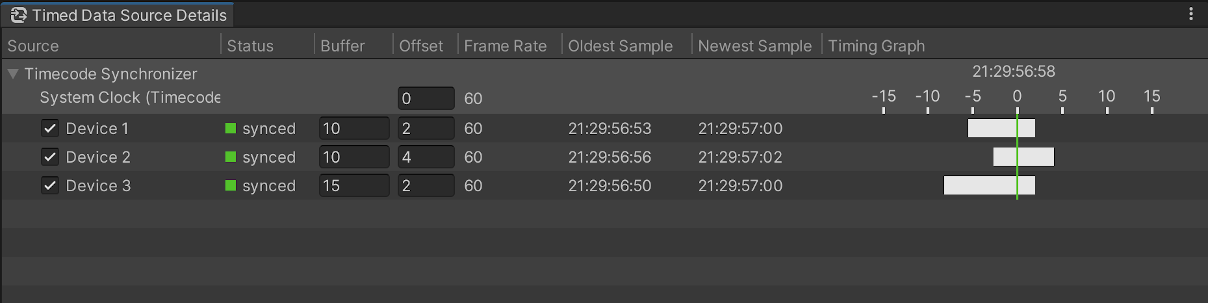 Timed Data Source Details
Source Status Buffer Offset Frame Rate Oldest Sample Newest Sample Timing Graph
Timecode Synchronizer 21:29:56:58
System Clock (Timecode 0 60 -15 -10 -5 0 5 10 15
Device 1 synced 10 2 60 21:29:56:53 21:29:57:00
Device 2 synced 10 4 60 21:29:56:56 21:29:57:02
Device 3 synced 15 2 60 21:29:56:50 21:29:57:00